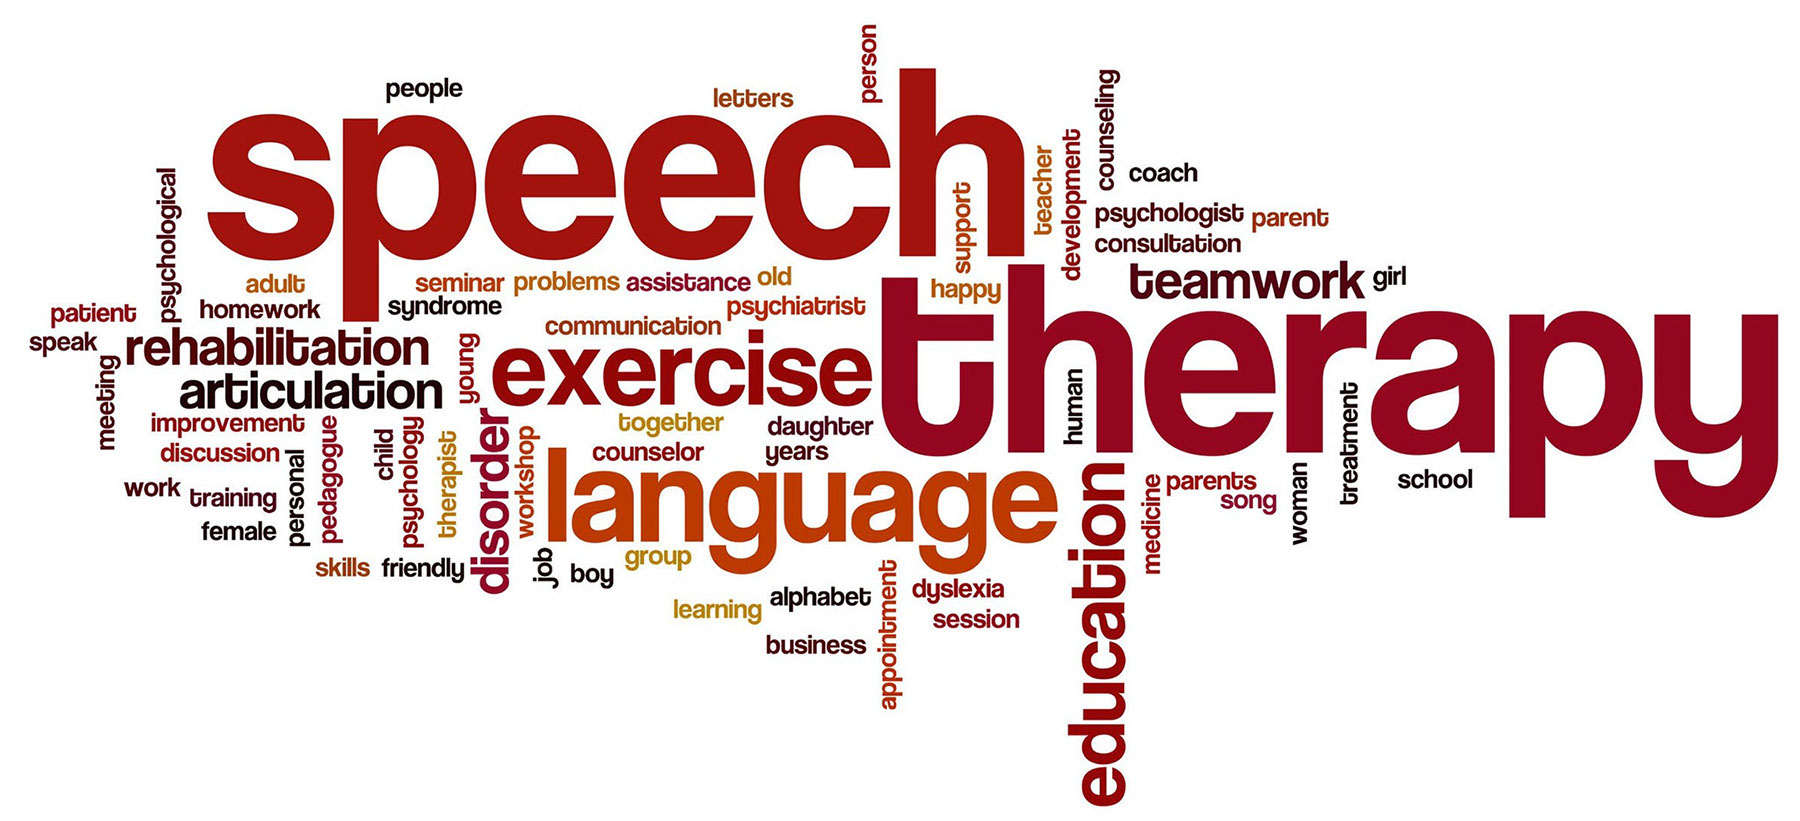 person
people
letters
speech
counseling
teacher
development
coach
psychological
support
psychologist
parent
consultation
adult
seminar
problems
assistance
old
happy
teamwork
girl
patient
homework
syndrome
psychiatrist
therapy
communication
speak
rehabilitation
young
exercise
meeting
articulation
human
treatment
improvement
together
daughter
discussion
pedagogue
child
psychology
therapist
disorder
workshop
counselor
years
work
training
personal
language
education
medicine
parents
song
woman
school
female
skills
friendly
job
boy
group
learning
alphabet
appointment
dyslexia
session
business